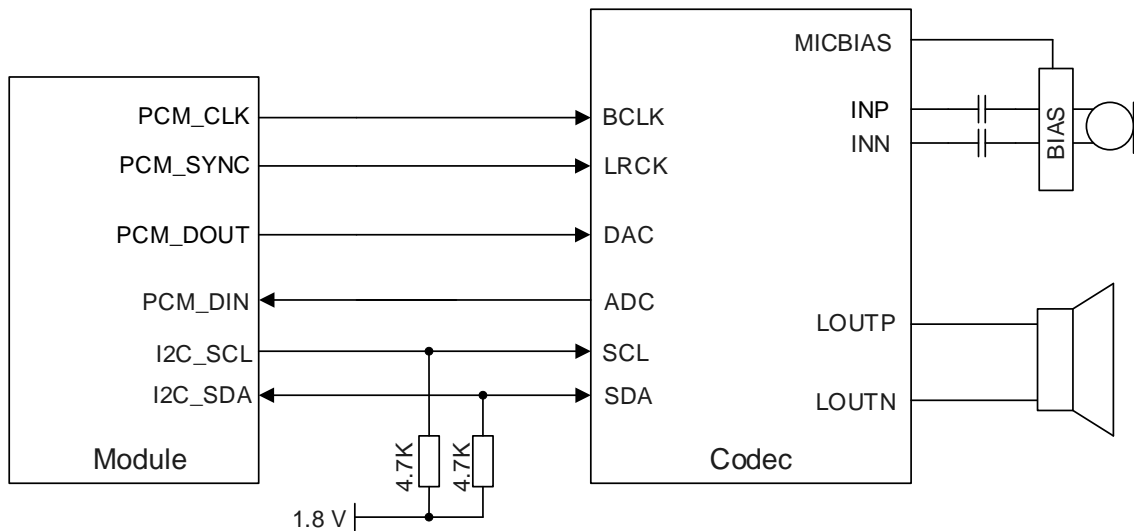 MICBIAS
PCM_CLK
BCLK
INP
INN
BIAS
PCM_SYNC
LRCK
PCM_DOUT
DAC
PCM_DIN
ADC
LOUTP
I2C_SCL
SCL
I2C_SDA
SDA
LOUTN
Module
4.7K
4.7K
Codec
1.8 V